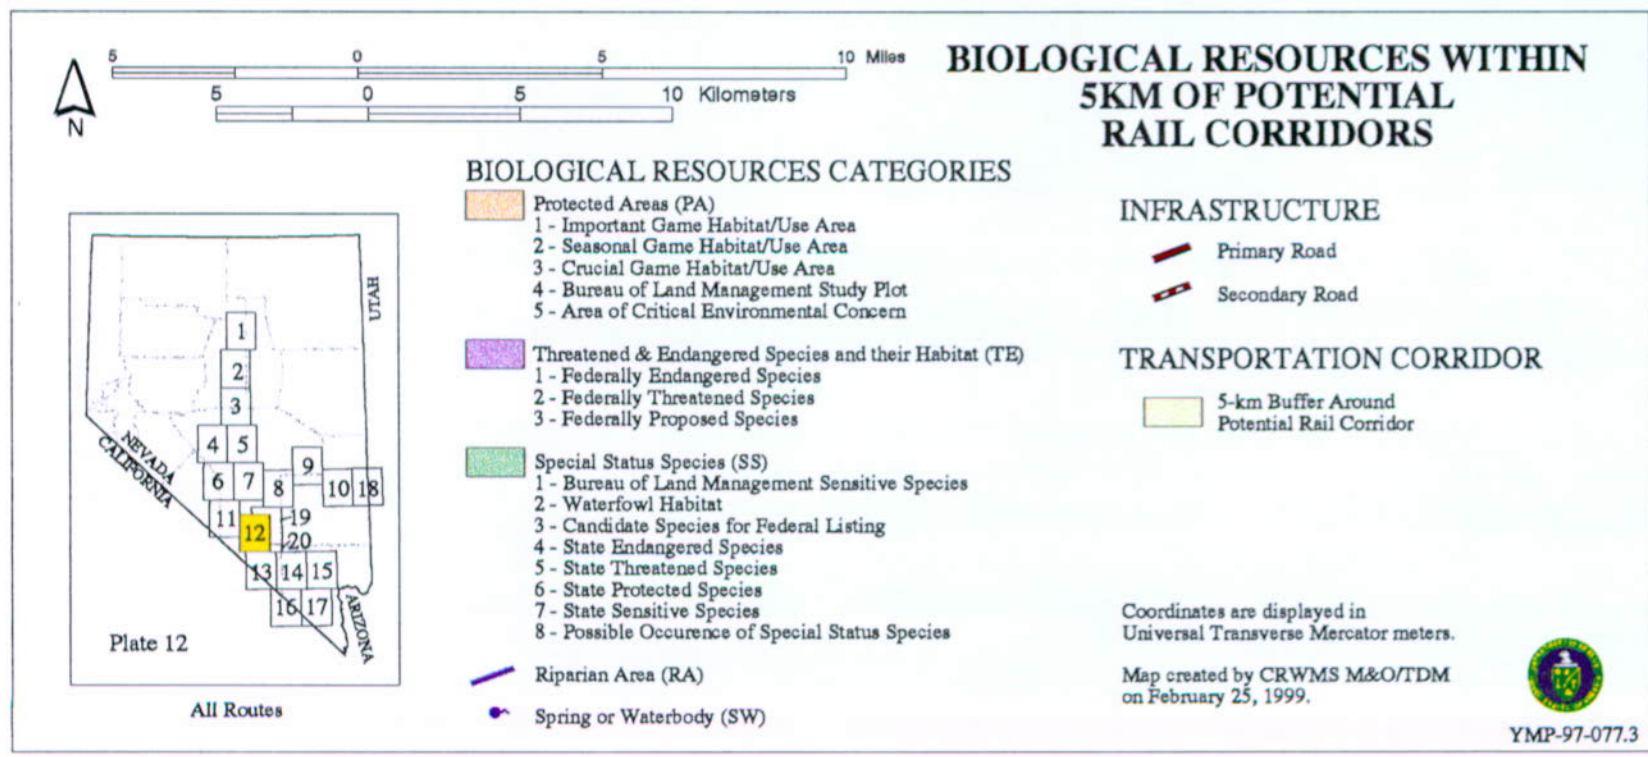 5 0 5 10 Miles
5 0 5 10 Kilometers
N
BIOLOGICAL RESOURCES WITHIN
5KM OF POTENTIAL
RAIL CORRIDORS
BIOLOGICAL RESOURCES CATEGORIES
Protected Areas (PA)
1 - Important Game Habitat/Use Area
2 - Seasonal Game Habitat/Use Area
3 - Crucial Game Habitat/Use Area
4 - Bureau of Land Management Study Plot
5 - Area of Critical Environmental Concern
Threatened & Endangered Species and their Habitat (TE)
1 - Federally Endangered Species
2 - Federally Threatened Species
3 - Federally Proposed Species
Special Status Species (SS)
1 - Bureau of Land Management Sensitive Species
2 - Waterfowl Habitat
3 - Candidate Species for Federal Listing
4 - State Endangered Species
5 - State Threatened Species
6 - State Protected Species
7 - State Sensitive Species
8 - Possible Occurence of Special Status Species
Riparian Area (RA)
Spring or Waterbody (SW)
INFRASTRUCTURE
Primary Road
Secondary Road
TRANSPORTATION CORRIDOR
5-km Buffer Around
Potential Rail Corridor
UTAH
NEVADA
CALIFORNIA
ARIZONA
1
2
3
4 5
9
6 7 8 10 18
11 12 19
20
13 14 15
16 17
Plate 12
All Routes
Coordinates are displayed in
Universal Transverse Mercator meters.
Map created by CRWMS M&O/TDM
on February 25, 1999.
YMP-97-077.3